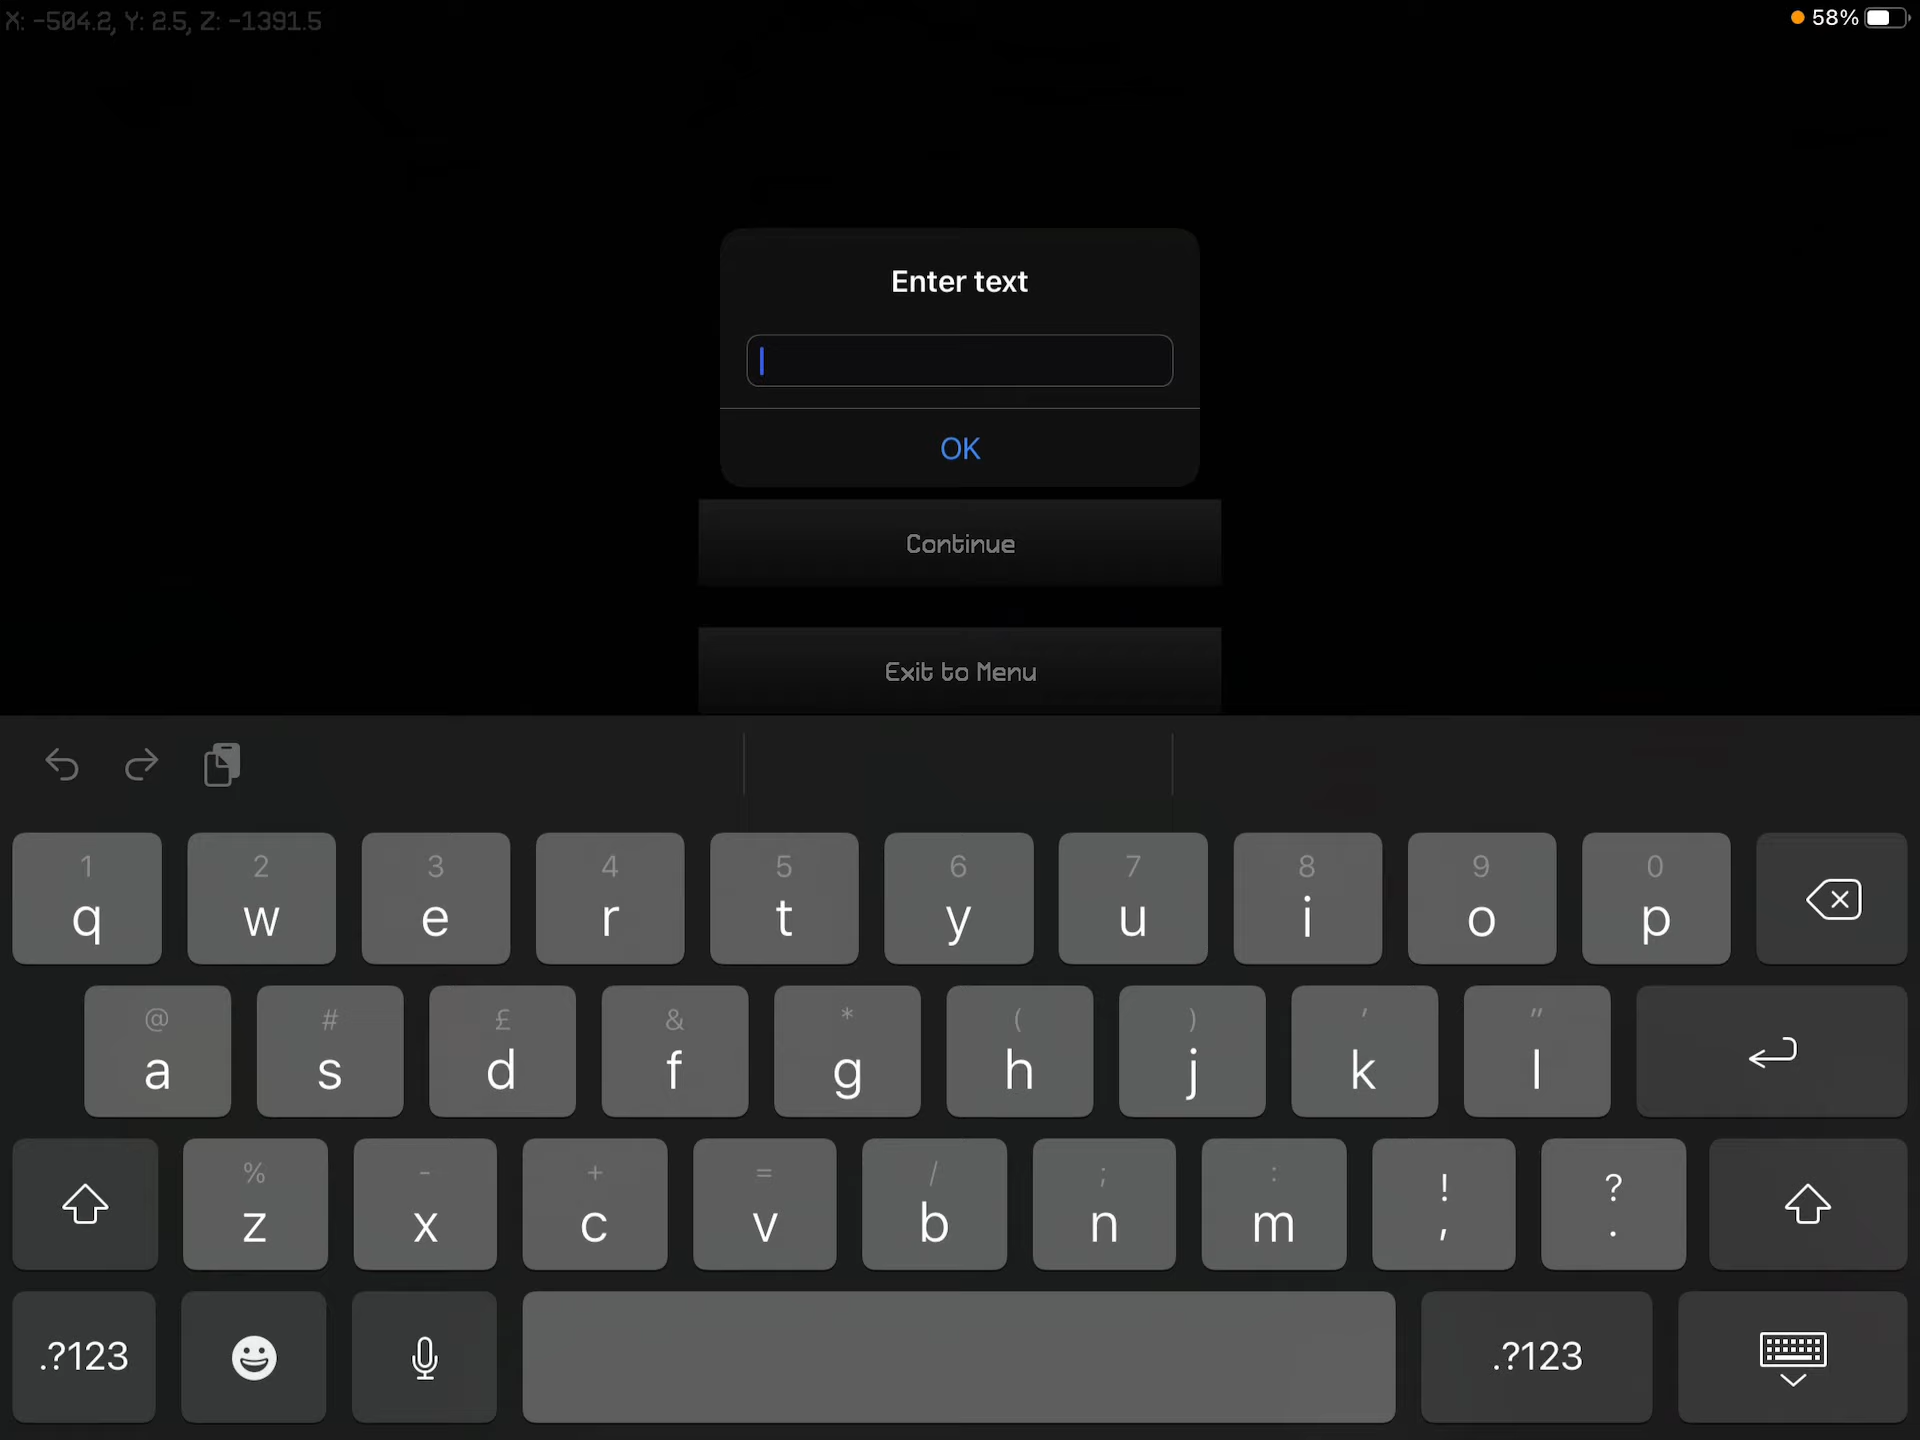 X: -504.2, Y: 2.5, Z: -1391.5
58%
Enter text
OK
Continue
Exit to Menu
1 2 3 4 5 6 7 8 9 0
q w e r t y u i o p
@ # £ & * ( ) ' "
a s d f g h j k l
% - + = / ; : ! ?
z x c v b n m , .
.?123 .?123